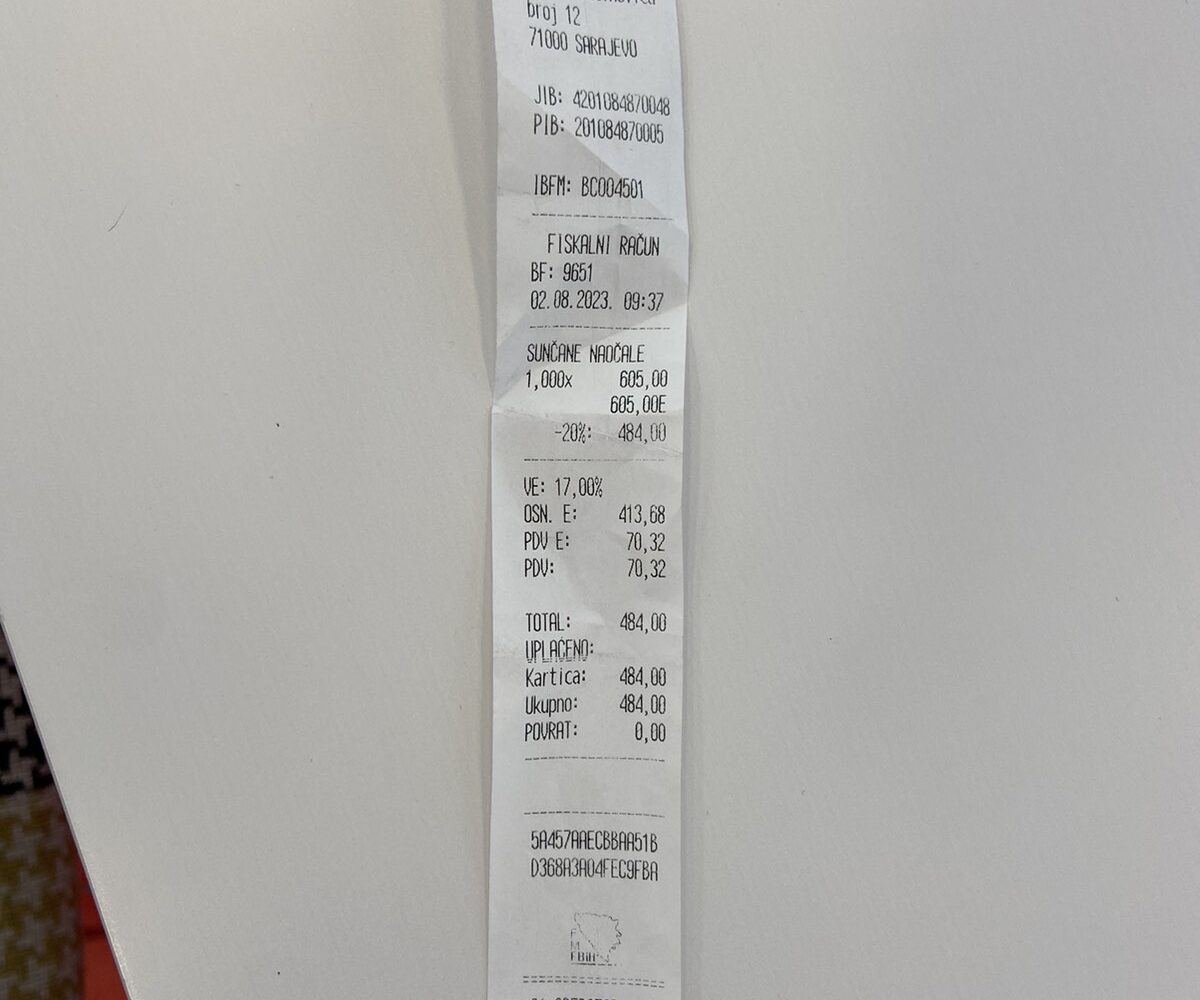 broj 12
71000 SARAJEVO
JIB: 4201084870048
PIB: 201084870005
IBFM: BC004501
FISKALNI RAČUN
BF: 9651
02.08.2023. 09:37
SUNČANE NAOČALE
1,000x 605,00
605,00E
-20%: 484,00
VE: 17,00%
OSN. E: 413,68
PDV E: 70,32
PDV: 70,32
TOTAL: 484,00
UPLAĆENO:
Kartica: 484,00
Ukupno: 484,00
POVRAT: 0,00
5A457AAECBBAA51B
D368A3A04FEC9FBA
F
M
FBiH